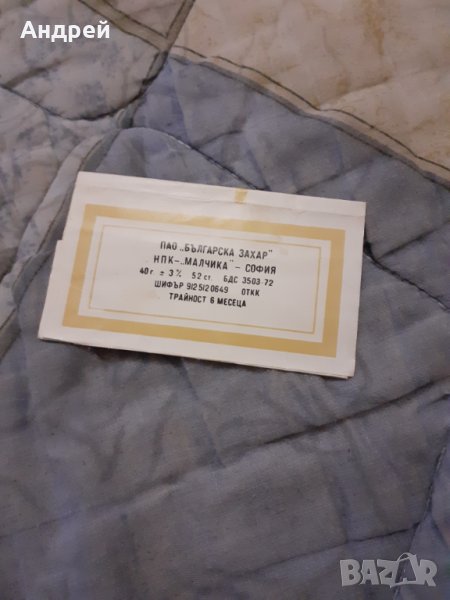 Андрей
ПАО „БЪЛГАРСКА ЗАХАР"
НПК-„МАЛЧИКА" - СОФИЯ
40 г. ± 3 % 52 ст. БДС 3503-72
ШИФЪР 9125120649 ОТКК
ТРАЙНОСТ 6 МЕСЕЦА
BAZAR